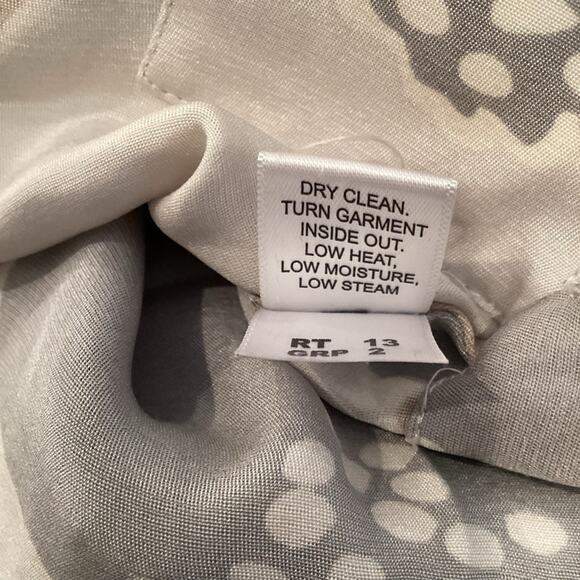 DRY CLEAN.
TURN GARMENT
INSIDE OUT.
LOW HEAT,
LOW MOISTURE,
LOW STEAM
RT 13
GRP 2